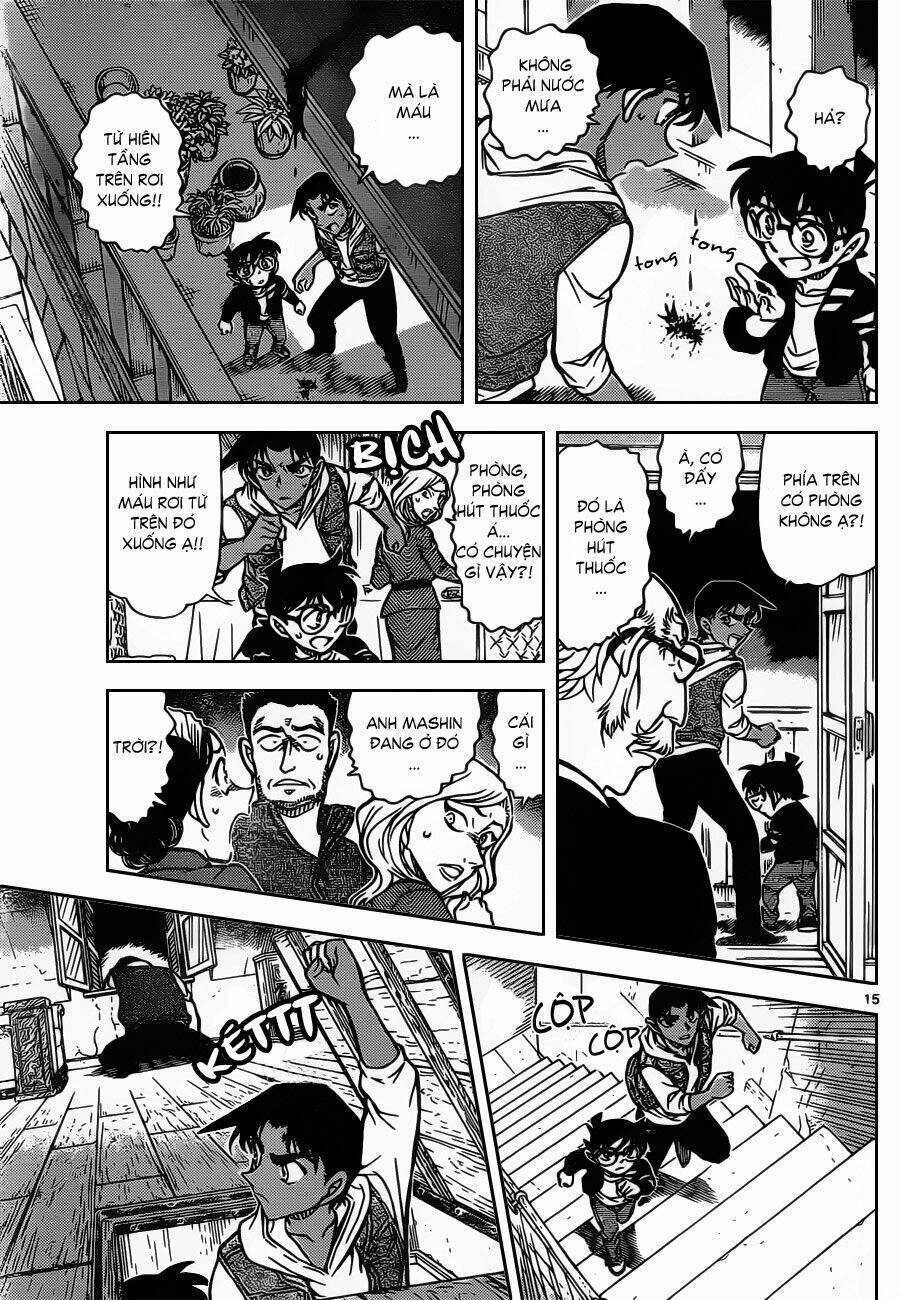 HẢ?
KHÔNG
PHẢI NƯỚC
MƯA
...
tong
tong
MÀ LÀ
MÁU
...
TỪ HIÊN
TẦNG
TRÊN RƠI
XUỐNG!!
PHÍA TRÊN
CÓ PHÒNG
KHÔNG Ạ?!
À, CÓ
ĐẤY
...
ĐÓ LÀ
PHÒNG
HÚT
THUỐC
...
BỊCH
PHÒNG,
PHÒNG
HÚT THUỐC
Á...
CÓ CHUYỆN
GÌ VẬY?!
HÌNH NHƯ
MÁU RƠI TỪ
TRÊN ĐÓ
XUỐNG Ạ!!
CÁI
GÌ
...
ANH MASHIN
ĐANG Ở ĐÓ
...
TRỜI?!
15
CỘP
CỘP
KÉTTT